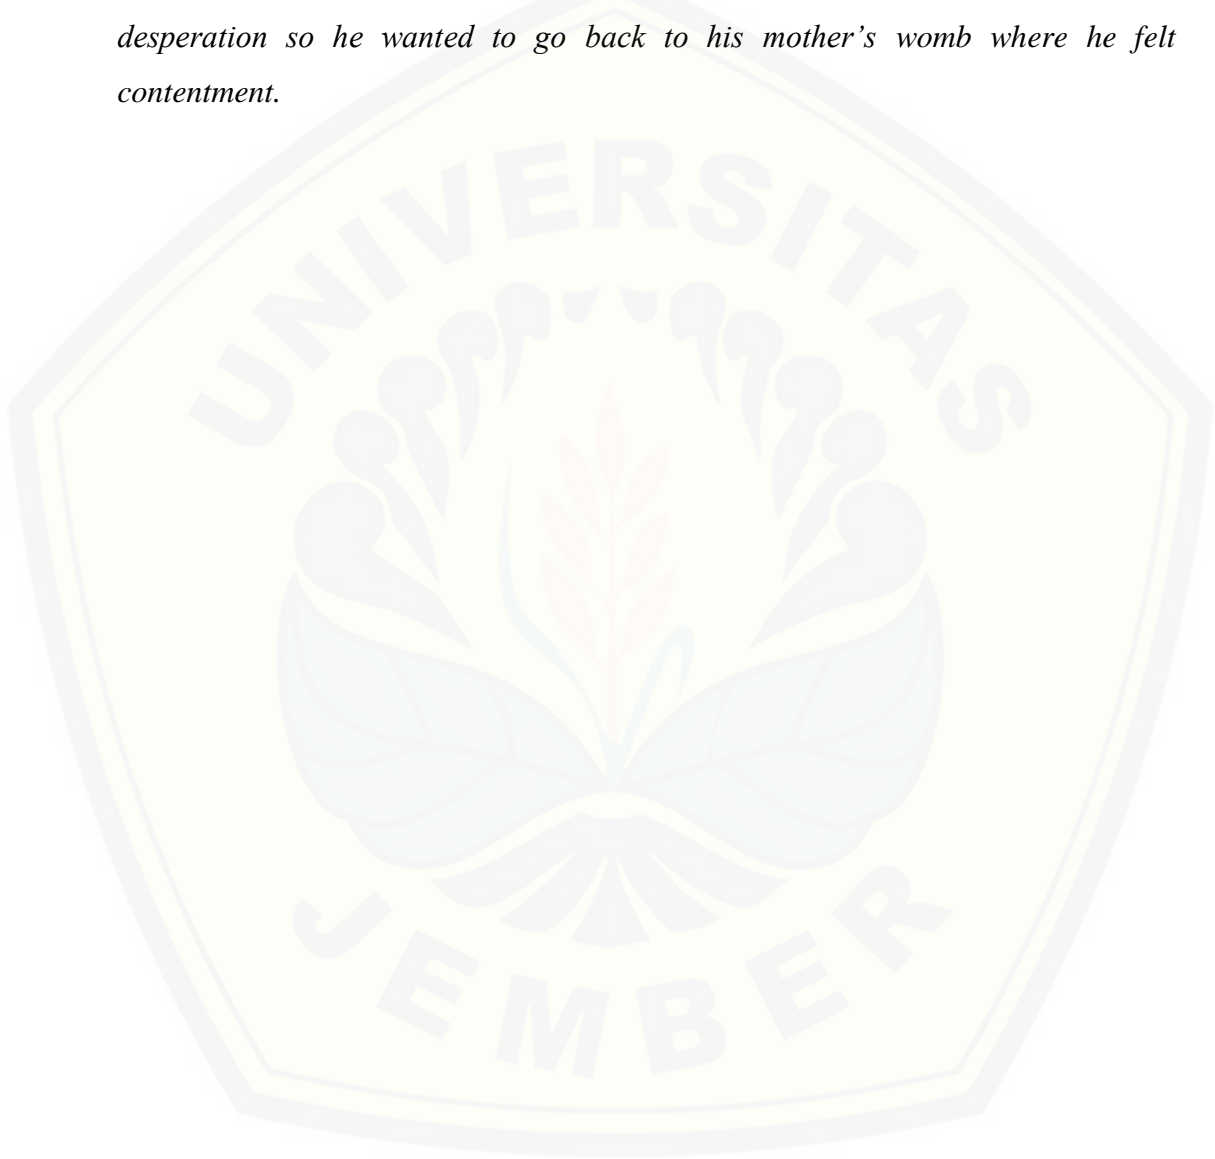 desperation so he wanted to go back to his mother’s womb where he felt
contentment.
UNIVERSITAS
JEMBER